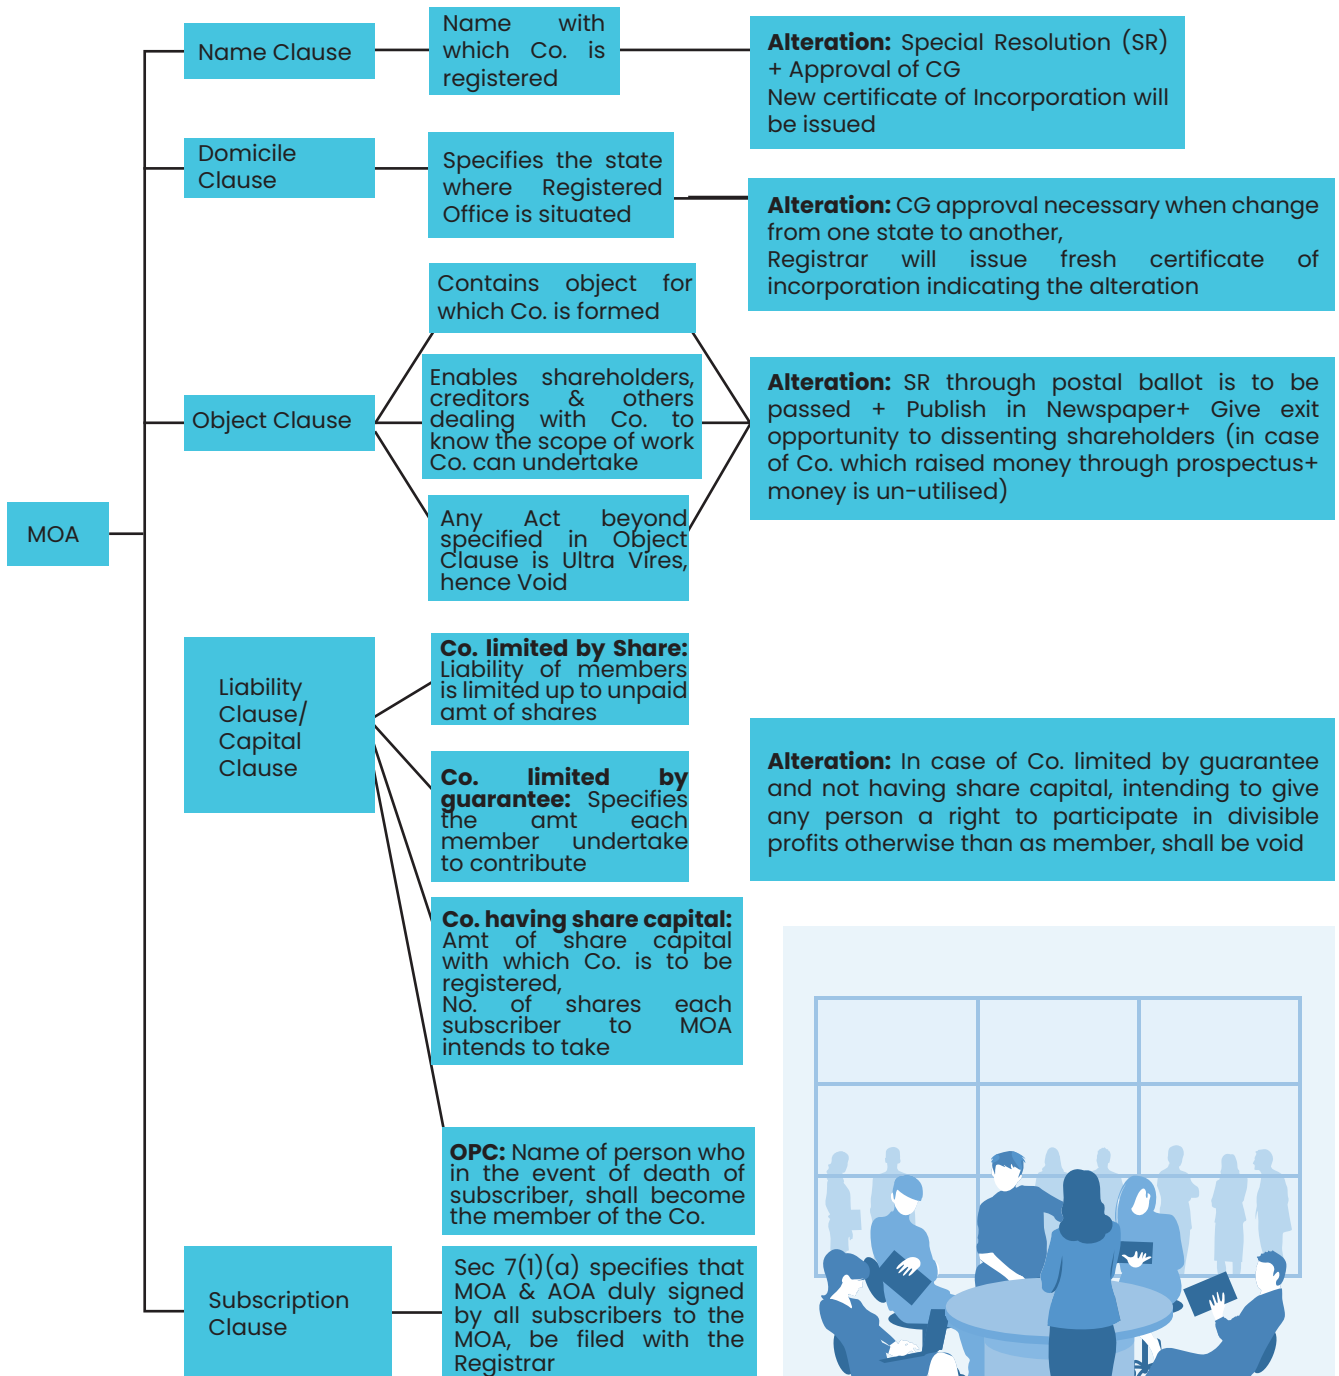 MOA
Name Clause
Name with
which Co. is
registered
Alteration: Special Resolution (SR)
+ Approval of CG
New certificate of Incorporation will
be issued
Domicile
Clause
Specifies the state
where Registered
Office is situated
Alteration: CG approval necessary when change
from one state to another,
Registrar will issue fresh certificate of
incorporation indicating the alteration
Object Clause
Contains object for
which Co. is formed
Enables shareholders,
creditors & others
dealing with Co. to
know the scope of work
Co. can undertake
Any Act beyond
specified in Object
Clause is Ultra Vires,
hence Void
Alteration: SR through postal ballot is to be
passed + Publish in Newspaper+ Give exit
opportunity to dissenting shareholders (in case
of Co. which raised money through prospectus+
money is un-utilised)
Liability
Clause/
Capital
Clause
Co. limited by Share:
Liability of members
is limited up to unpaid
amt of shares
Co. limited by
guarantee: Specifies
the amt each
member undertake
to contribute
Co. having share capital:
Amt of share capital
with which Co. is to be
registered,
No. of shares each
subscriber to MOA
intends to take
OPC: Name of person who
in the event of death of
subscriber, shall become
the member of the Co.
Alteration: In case of Co. limited by guarantee
and not having share capital, intending to give
any person a right to participate in divisible
profits otherwise than as member, shall be void
Subscription
Clause
Sec 7(1)(a) specifies that
MOA & AOA duly signed
by all subscribers to the
MOA, be filed with the
Registrar